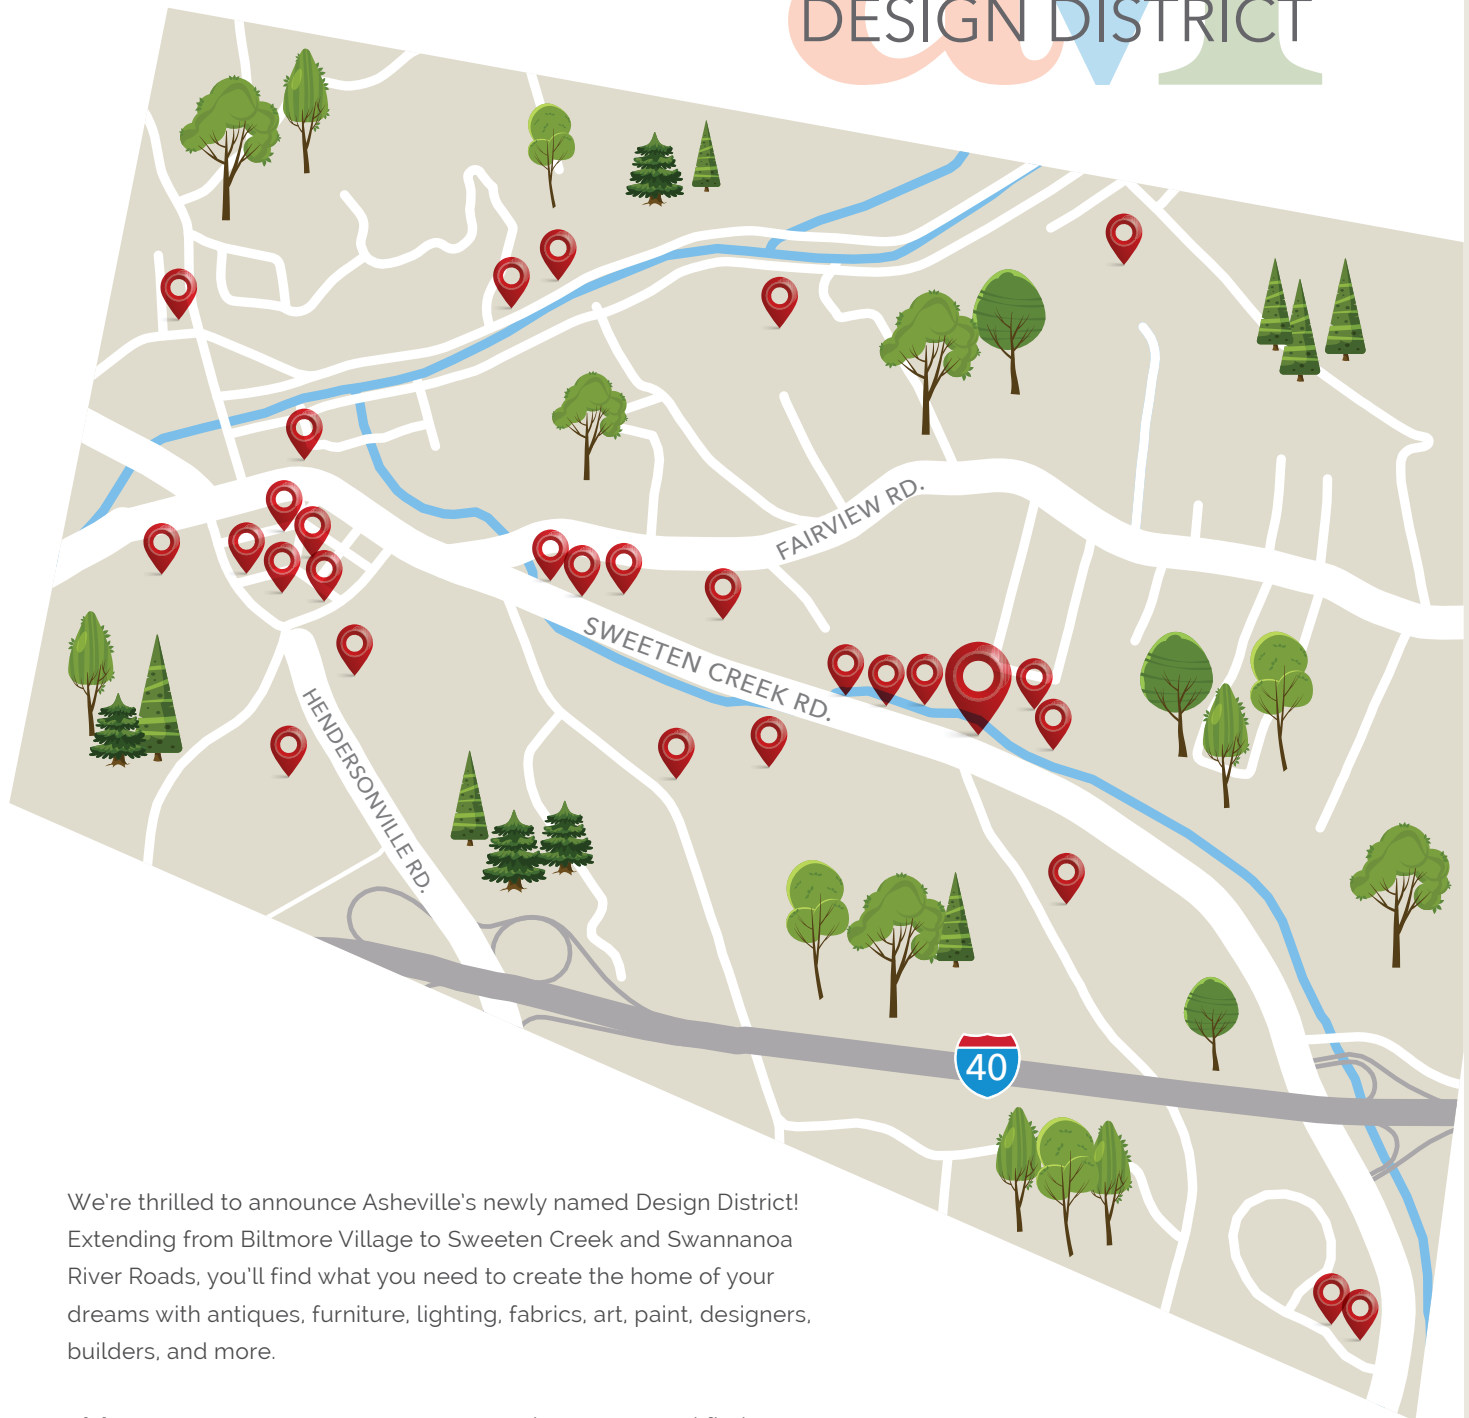 DESIGN DISTRICT
FAIRVIEW RD.
SWEETEN CREEK RD.
HENDERSONVILLE RD.
40
We're thrilled to announce Asheville's newly named Design District!
Extending from Biltmore Village to Sweeten Creek and Swannanoa
River Roads, you'll find what you need to create the home of your
dreams with antiques, furniture, lighting, fabrics, art, paint, designers,
builders, and more.